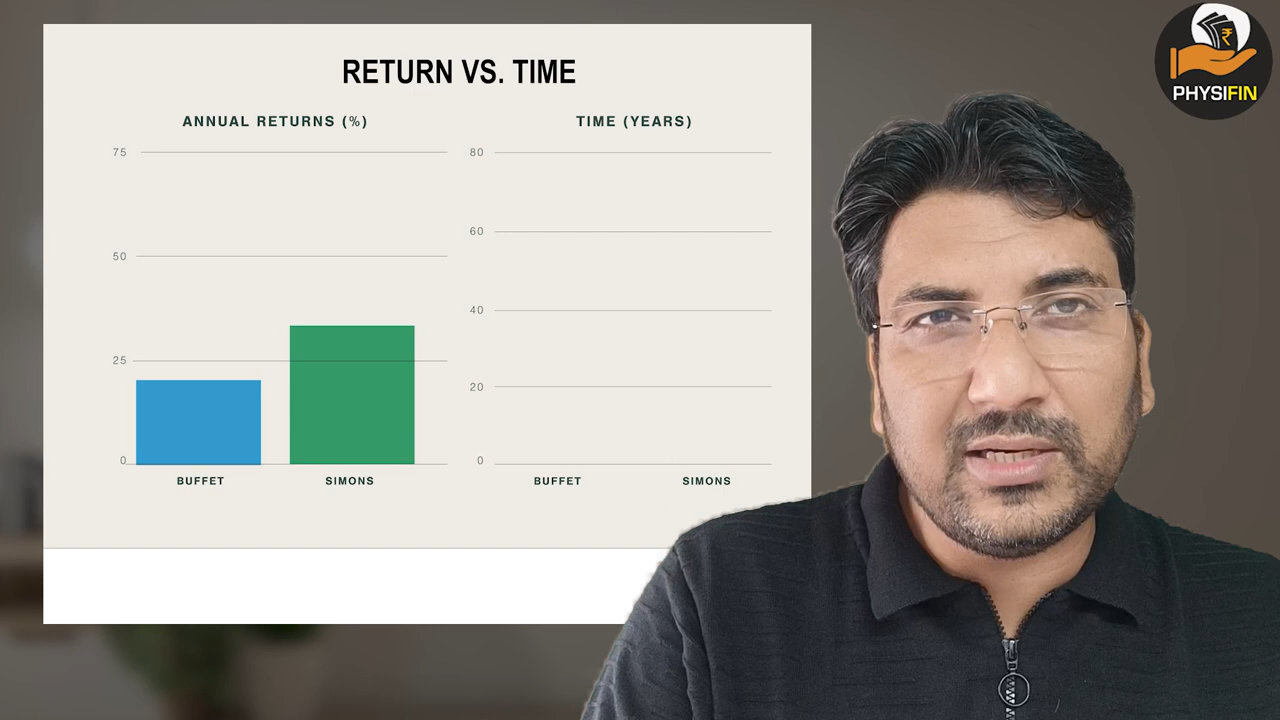 RETURN VS. TIME
ANNUAL RETURNS (%)
75
50
25
0
BUFFET SIMONS
TIME (YEARS)
80
60
40
20
0
BUFFET SIMONS
₹
PHYSIFIN